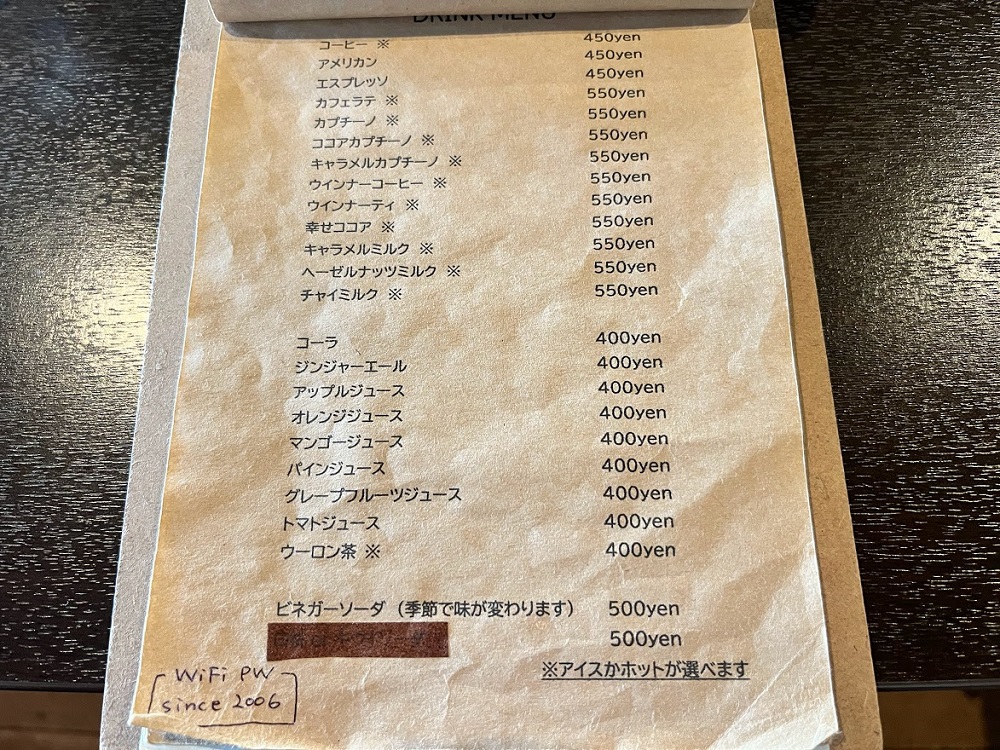 DRINK MENU
コーヒー ※ 450yen
アメリカン 450yen
エスプレッソ 450yen
カフェラテ ※ 550yen
カプチーノ ※ 550yen
ココアカプチーノ ※ 550yen
キャラメルカプチーノ ※ 550yen
ウインナーコーヒー ※ 550yen
ウインナーティ ※ 550yen
幸せココア ※ 550yen
キャラメルミルク ※ 550yen
ヘーゼルナッツミルク ※ 550yen
チャイミルク ※ 550yen
コーラ 400yen
ジンジャーエール 400yen
アップルジュース 400yen
オレンジジュース 400yen
マンゴージュース 400yen
パインジュース 400yen
グレープフルーツジュース 400yen
トマトジュース 400yen
ウーロン茶 ※ 400yen
ビネガーソーダ（季節で味が変わります） 500yen
500yen
※アイスかホットが選べます
WiFi PW
since 2006